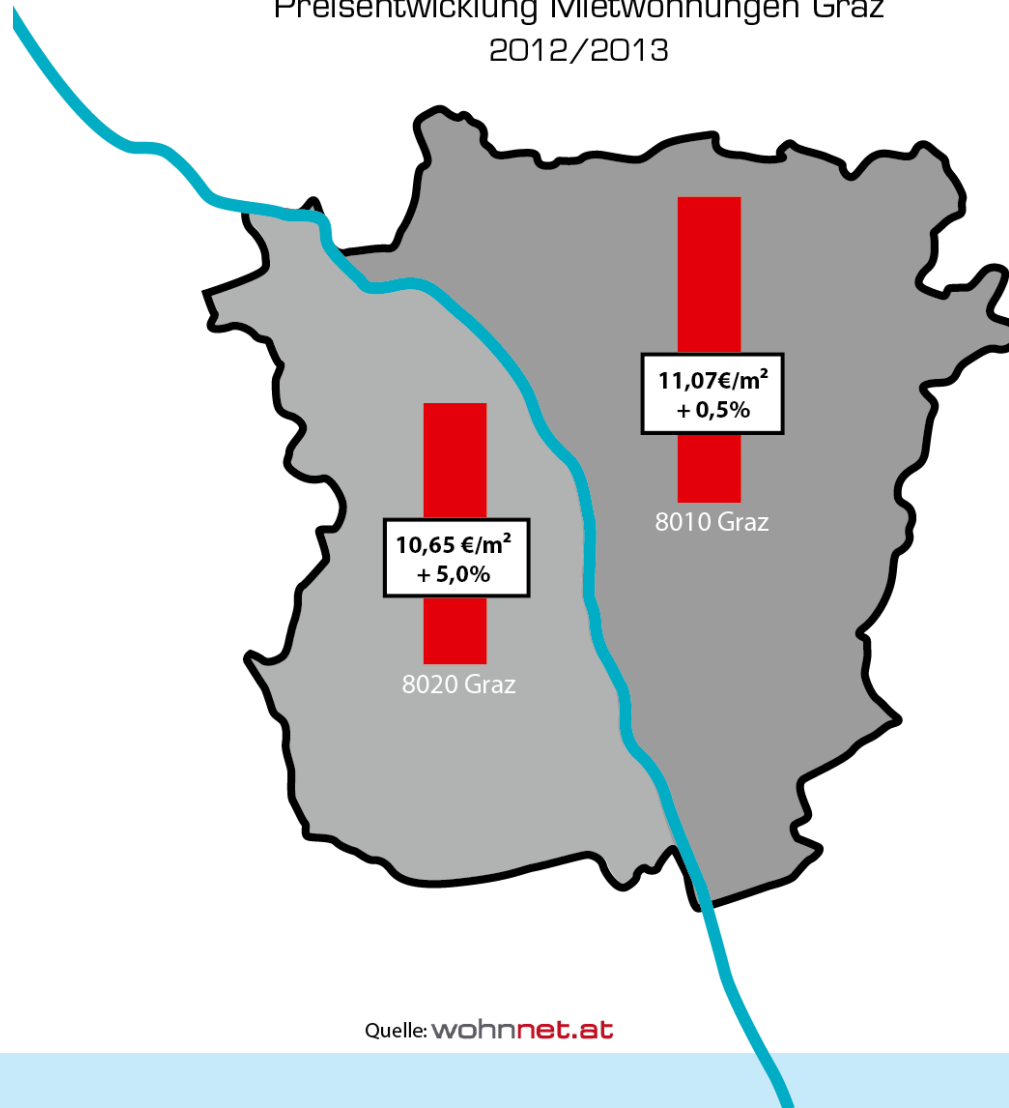 Preisentwicklung Mietwohnungen Graz
2012/2013
11,07€/m²
+ 0,5%
8010 Graz
10,65 €/m²
+ 5,0%
8020 Graz
Quelle: wohnnet.at